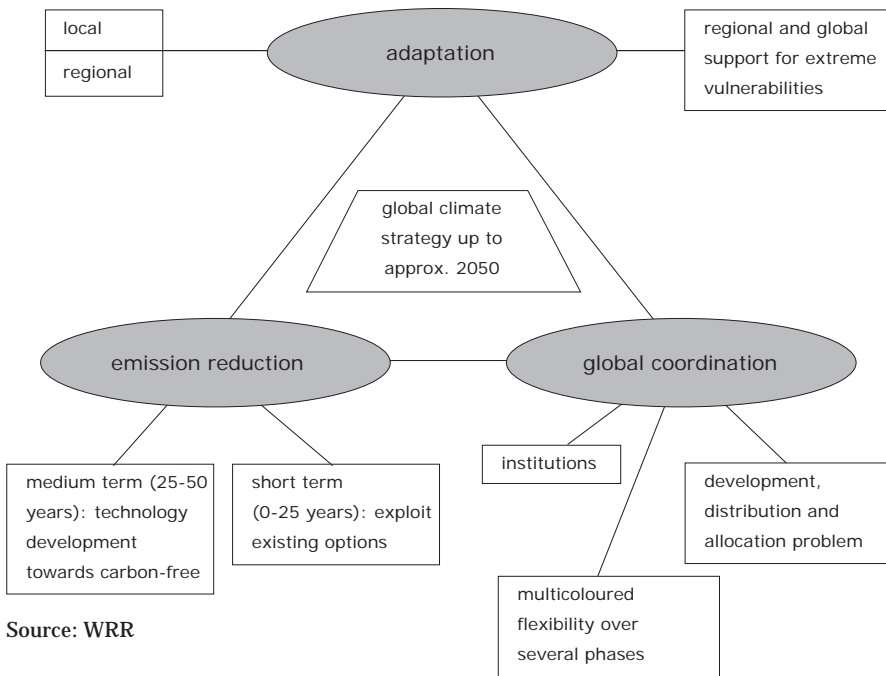 local
regional
adaptation
regional and global
support for extreme
vulnerabilities
global climate
strategy up to
approx. 2050
emission reduction
global coordination
medium term (25-50
years): technology
development
towards carbon-free
short term
(0-25 years): exploit
existing options
institutions
development,
distribution and
allocation problem
multicoloured
flexibility over
several phases
Source: WRR